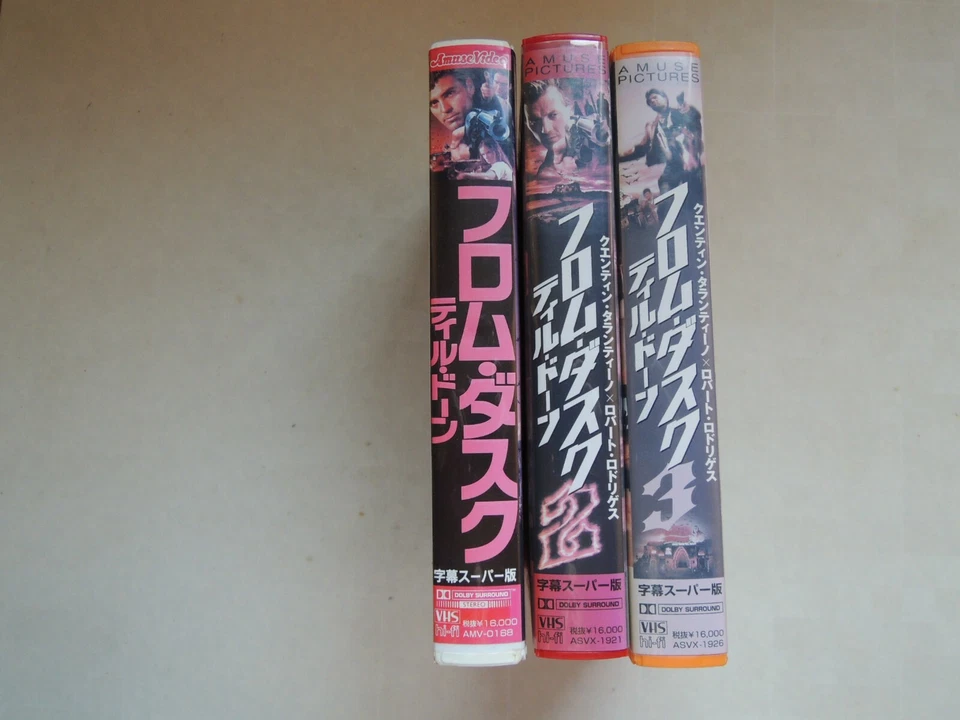 AmuseVideo
フロム・ダスク
ティル・ドーン
字幕スーパー版
DOLBY SURROUND
STEREO
VHS
hi-fi
税抜¥16,000
AMV-0168
AMUSE
PICTURES
クエンティン・タランティーノ×ロバート・ロドリゲス
フロム・ダスク
ティル・ドーン
2
字幕スーパー版
DOLBY SURROUND
VHS
hi-fi
税抜¥16,000
ASVX-1921
AMUSE
PICTURES
クエンティン・タランティーノ×ロバート・ロドリゲス
フロム・ダスク
ティル・ドーン
3
字幕スーパー版
DOLBY SURROUND
VHS
hi-fi
税抜¥16,000
ASVX-1926